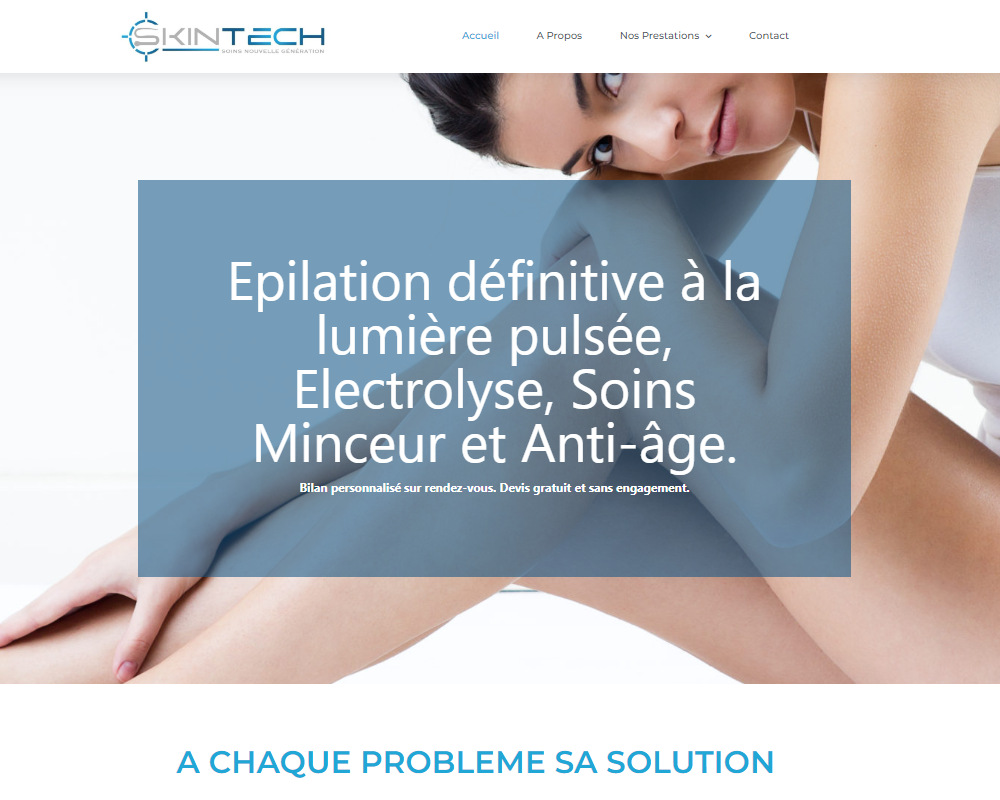 SKINTECH
SOINS NOUVELLE GÉNÉRATION
Accueil
A Propos
Nos Prestations
Contact
Epilation définitive à la
lumière pulsée,
Electrolyse, Soins
Minceur et Anti-âge.
Bilan personnalisé sur rendez-vous. Devis gratuit et sans engagement.
A CHAQUE PROBLEME SA SOLUTION